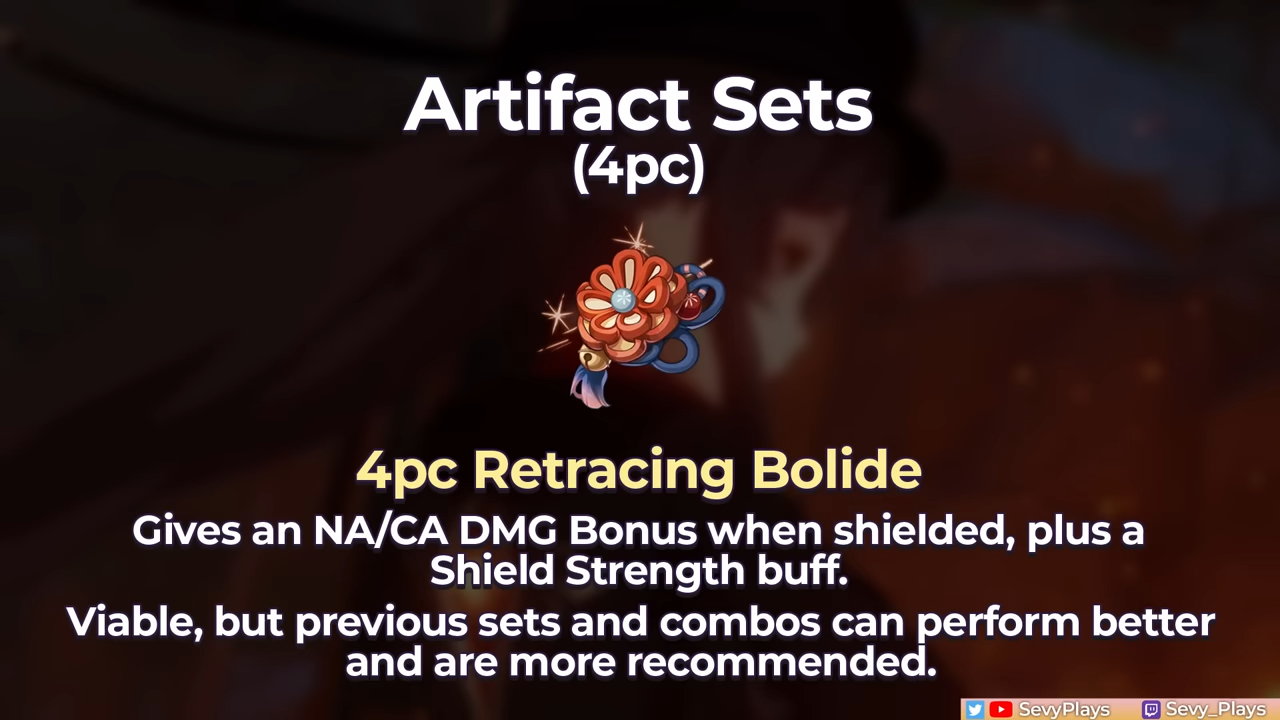 Artifact Sets
(4pc)
4pc Retracing Bolide
Gives an NA/CA DMG Bonus when shielded, plus a
Shield Strength buff.
Viable, but previous sets and combos can perform better
and are more recommended.
SevyPlays Sevy_Plays